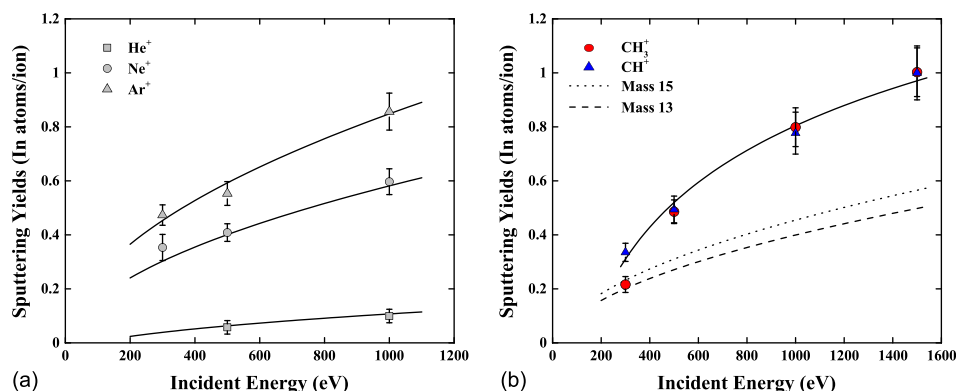 1.2
1
0.8
0.6
0.4
0.2
0
Sputtering Yields (In atoms/ion)
He+
Ne+
Ar+
0 200 400 600 800 1000 1200
Incident Energy (eV)
(a)
1.2
1
0.8
0.6
0.4
0.2
0
Sputtering Yields (In atoms/ion)
CH3+
CH+
Mass 15
Mass 13
0 200 400 600 800 1000 1200 1400 1600
Incident Energy (eV)
(b)